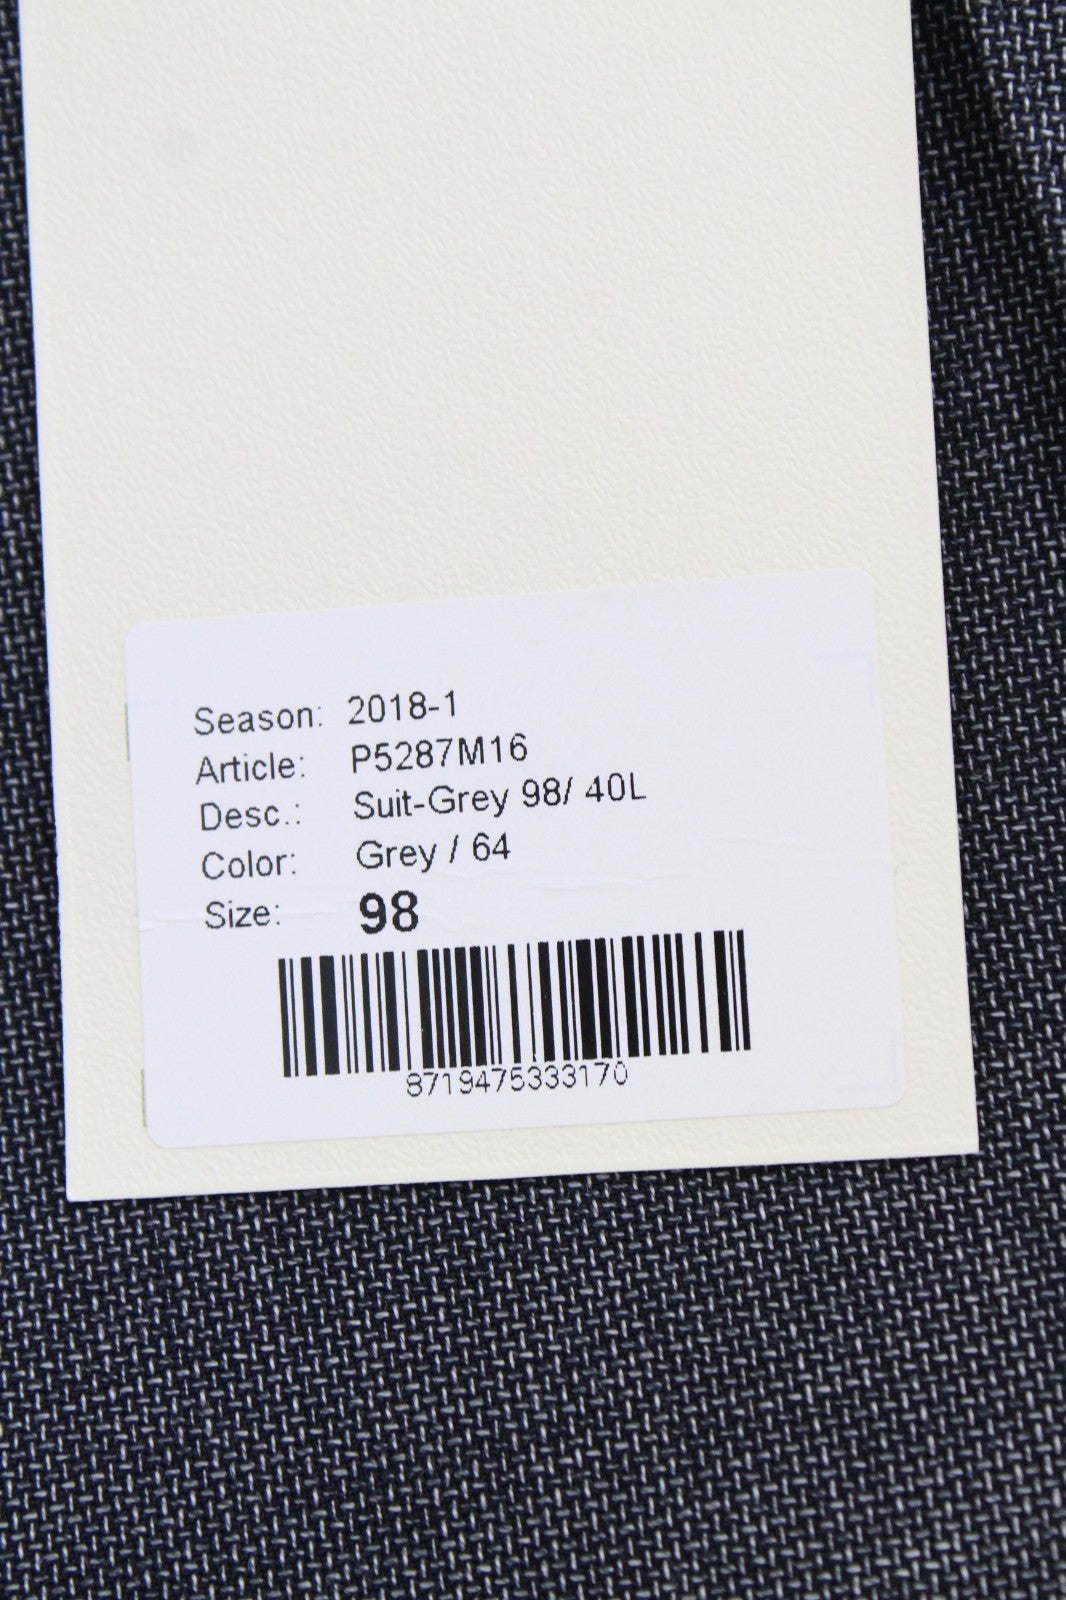 Season: 2018-1
Article: P5287M16
Desc.: Suit-Grey 98/ 40L
Color: Grey / 64
Size: 98
8719475333170